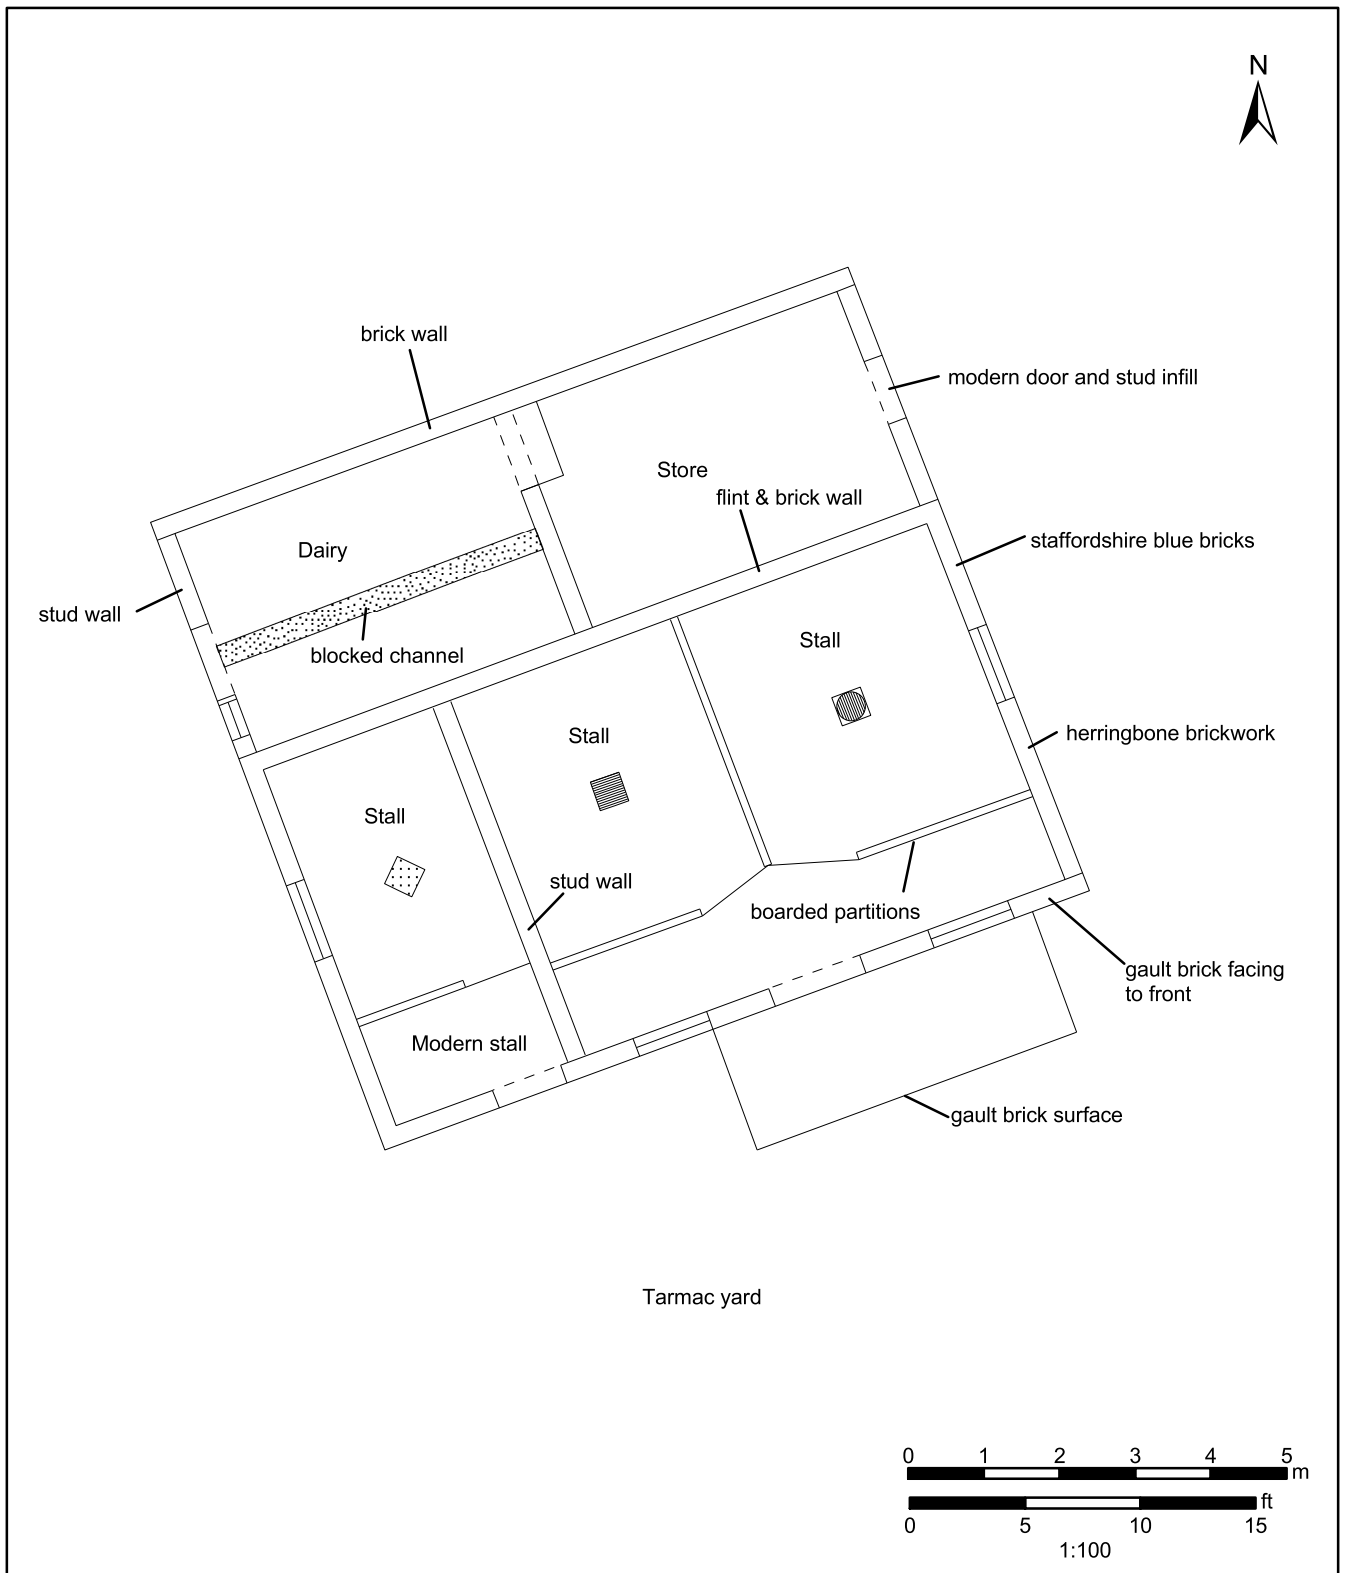 N
brick wall
modern door and stud infill
Store
flint & brick wall
staffordshire blue bricks
Dairy
stud wall
blocked channel
Stall
Stall
herringbone brickwork
Stall
stud wall
boarded partitions
gault brick facing
to front
Modern stall
gault brick surface
Tarmac yard
0 1 2 3 4 5
m
ft
0 5 10 15
1:100